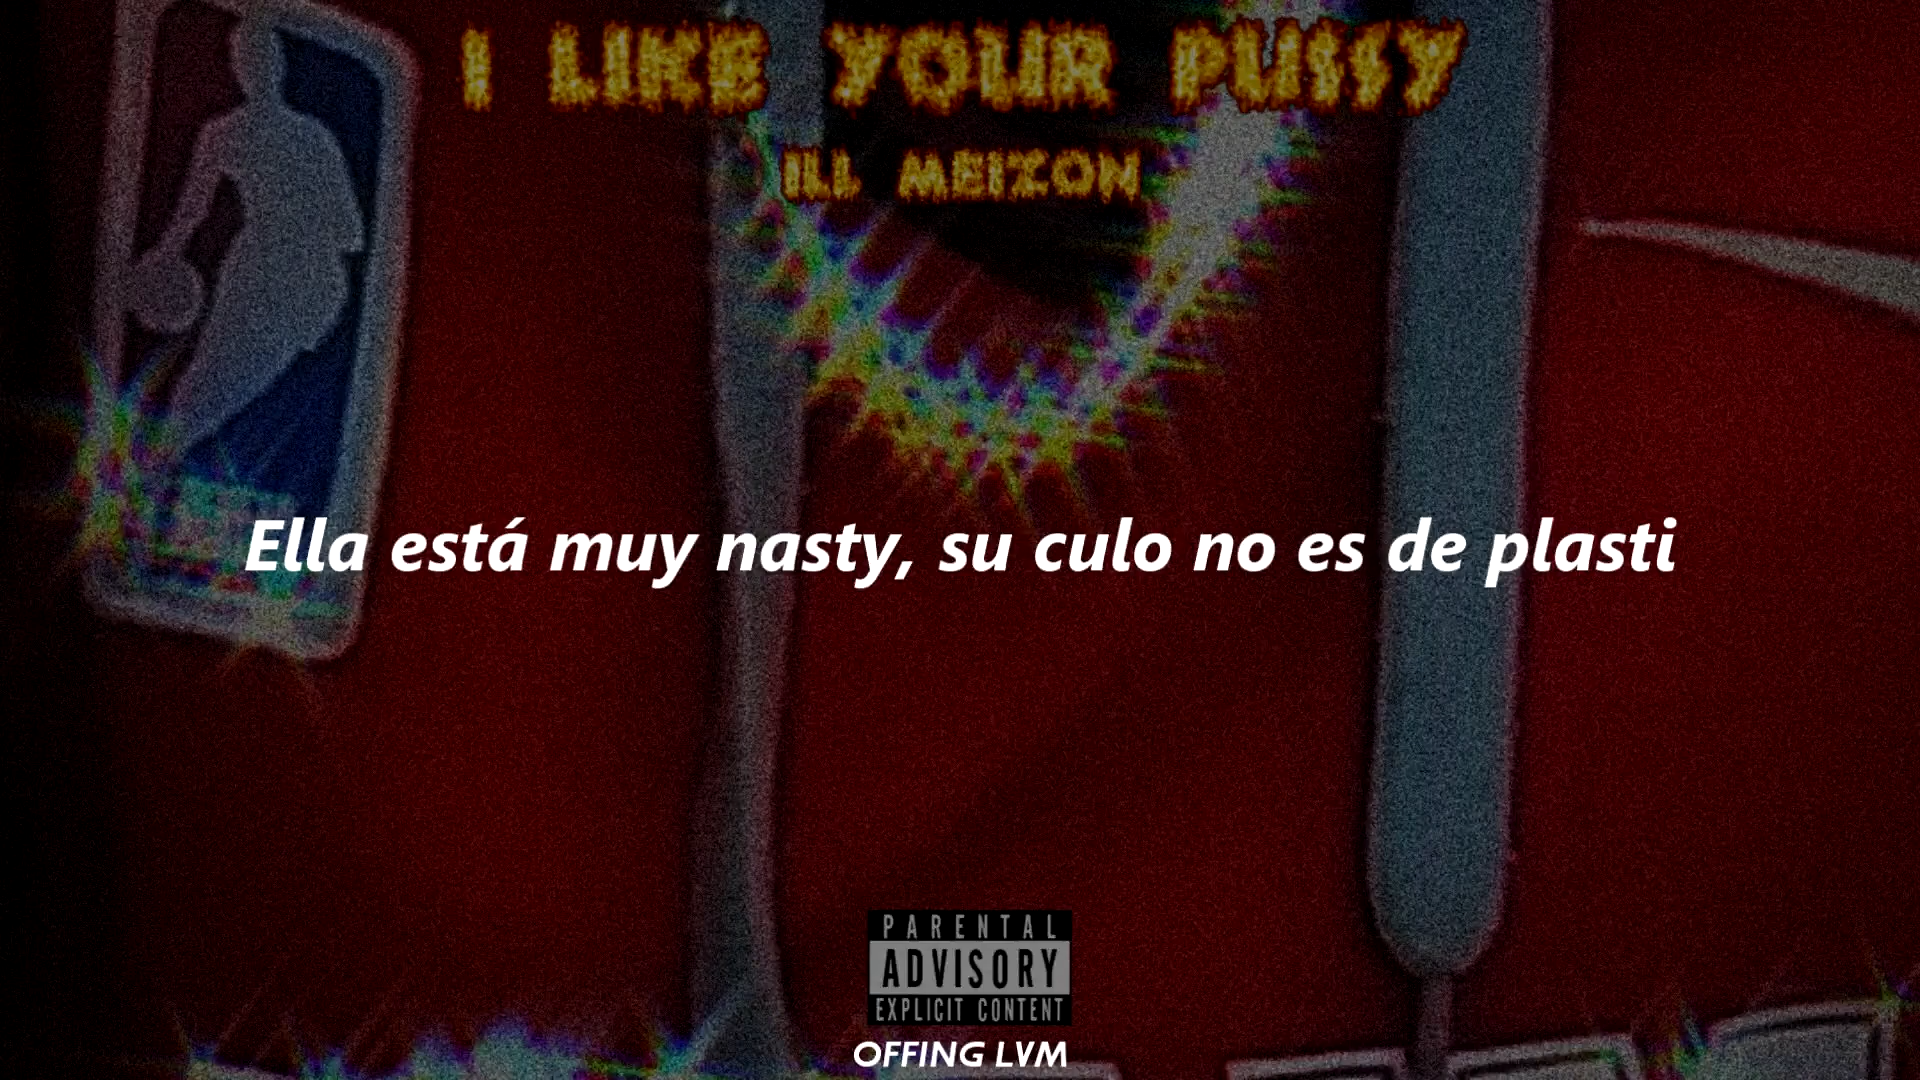 I LIKE YOUR PUSSY
ILL MEIZON
Ella está muy nasty, su culo no es de plasti
PARENTAL
ADVISORY
EXPLICIT CONTENT
OFFING LVM